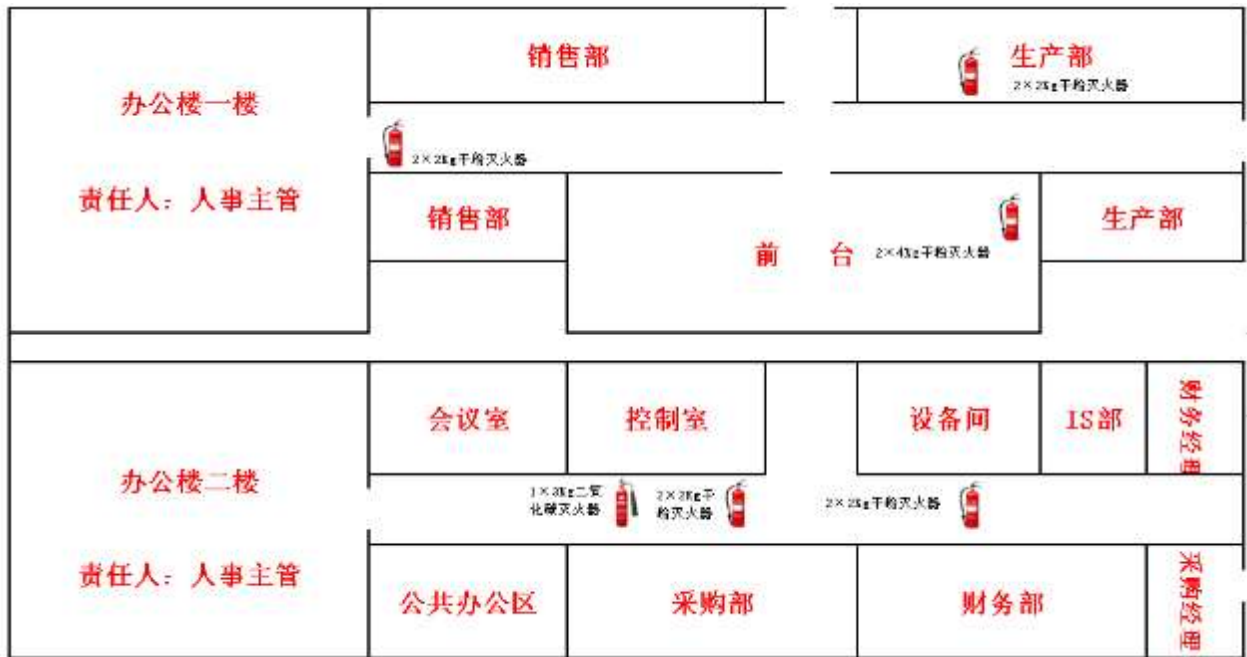 销售部
生产部
2×2Kg干粉灭火器
办公楼一楼
2×2Kg干粉灭火器
责任人：人事主管
销售部
生产部
前 台
2×4Kg干粉灭火器
会议室
控制室
设备间
IS部
财务经理
办公楼二楼
1×3Kg二氧
化碳灭火器
2×2Kg干
粉灭火器
2×2Kg干粉灭火器
责任人：人事主管
公共办公区
采购部
财务部
采购经理